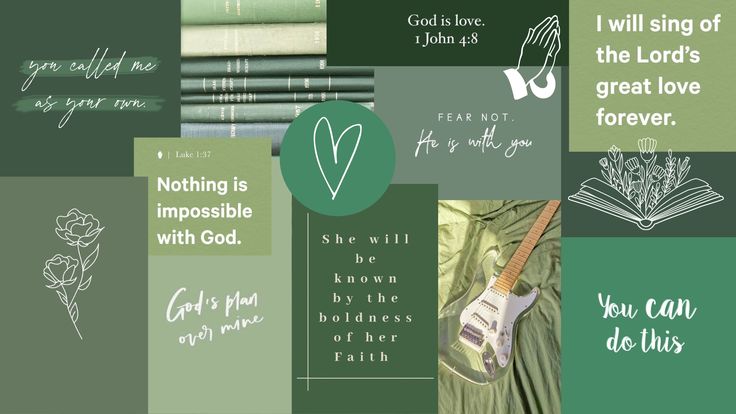 you called me
as your own.
God is love.
1 John 4:8
I will sing of
the Lord's
great love
forever.
FEAR NOT.
He is with you
Luke 1:37
Nothing is
impossible
with God.
She will
be
known
by the
boldness
of her
Faith
God's plan
over mine
You can
do this